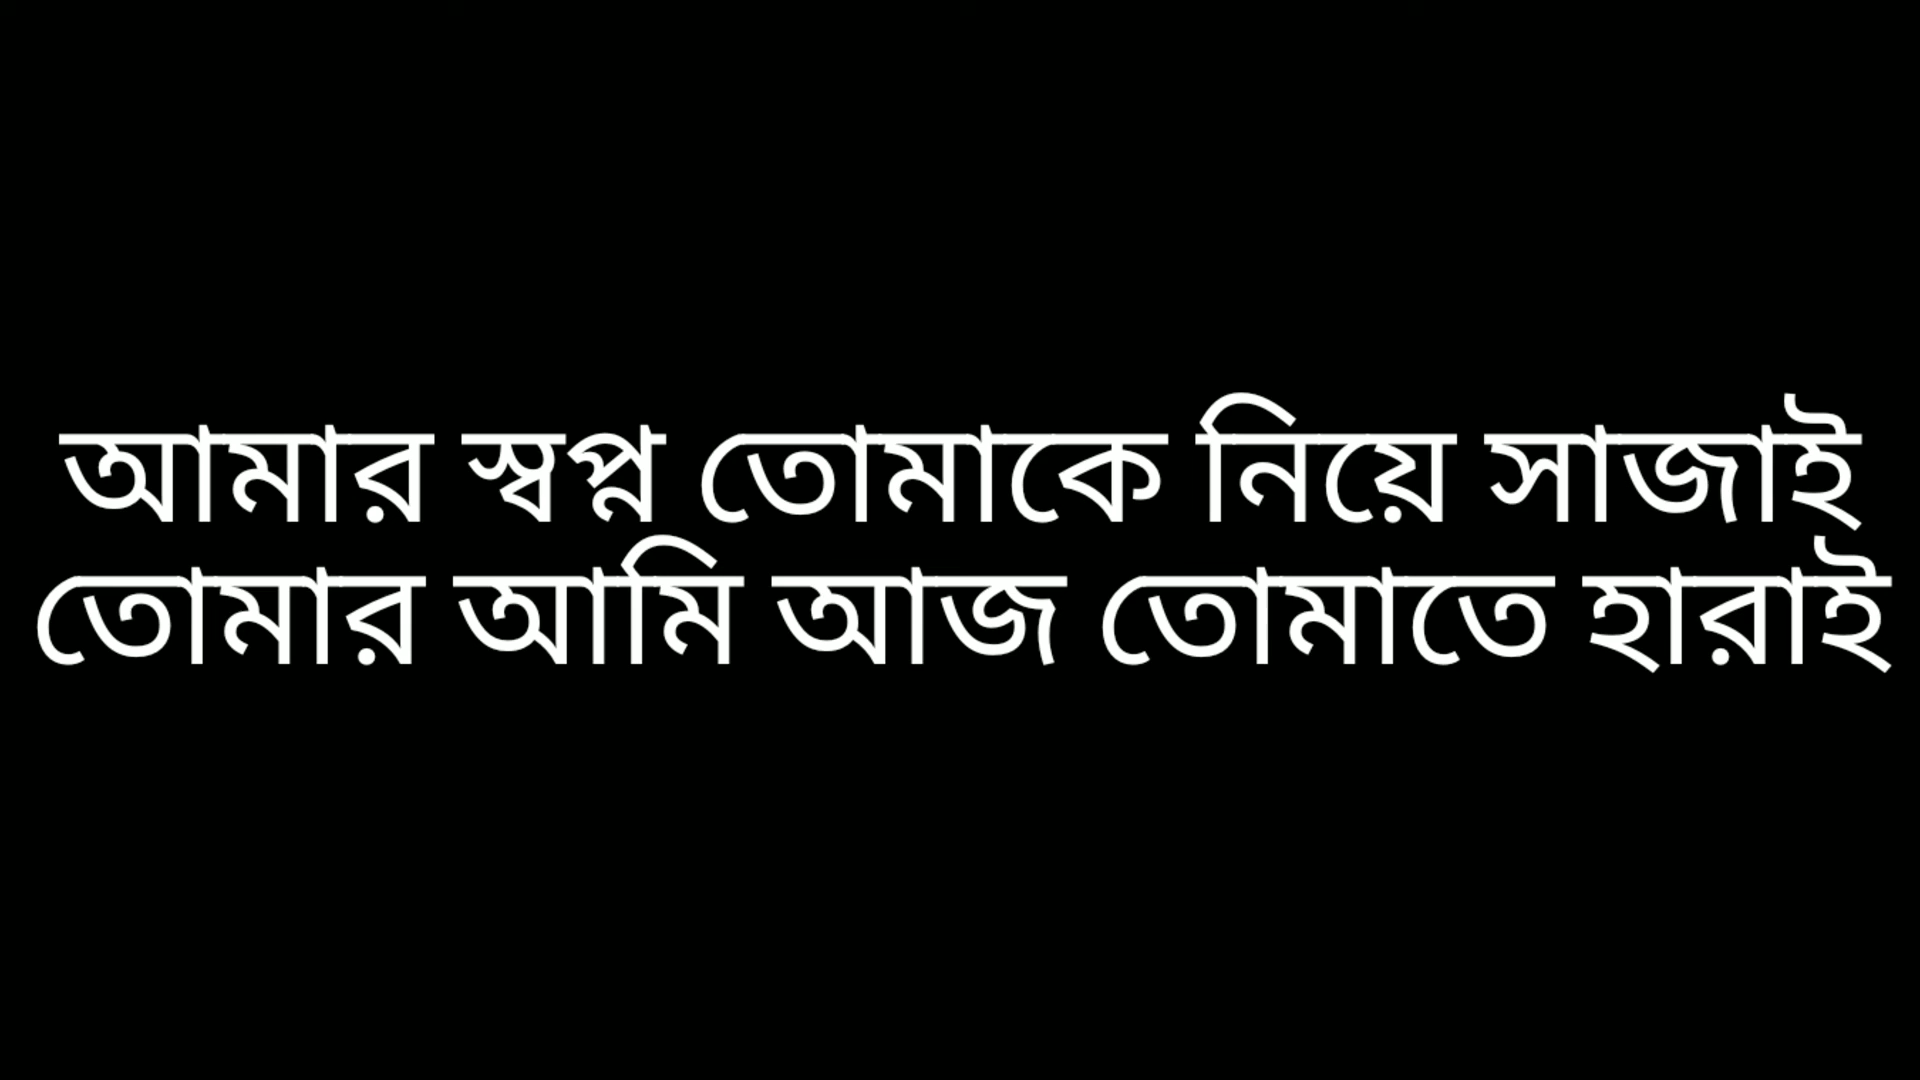 আমার স্বপ্ন তোমাকে নিয়ে সাজাই
তোমার আমি আজ তোমাতে হারাই